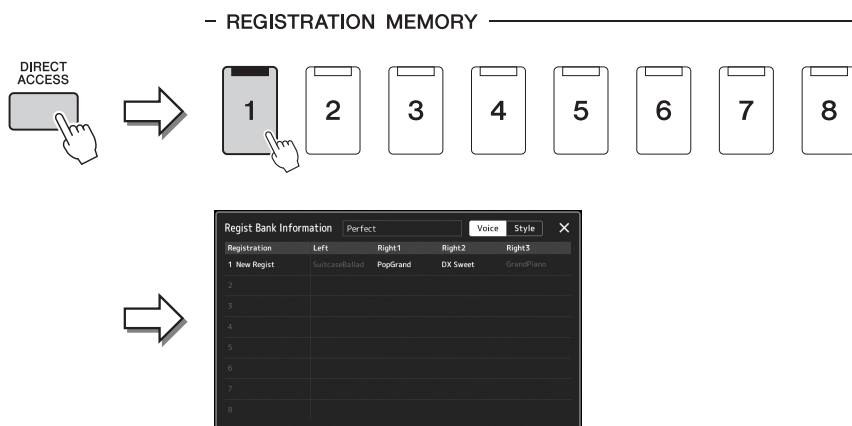 REGISTRATION MEMORY
DIRECT
ACCESS
1 2 3 4 5 6 7 8
Regist Bank Information Perfect Voice Style X
Registration Left Right1 Right2 Right3
1 New Regist SuitcaseBallad PopGrand DX Sweet GrandPiano
2
3
4
5
6
7
8